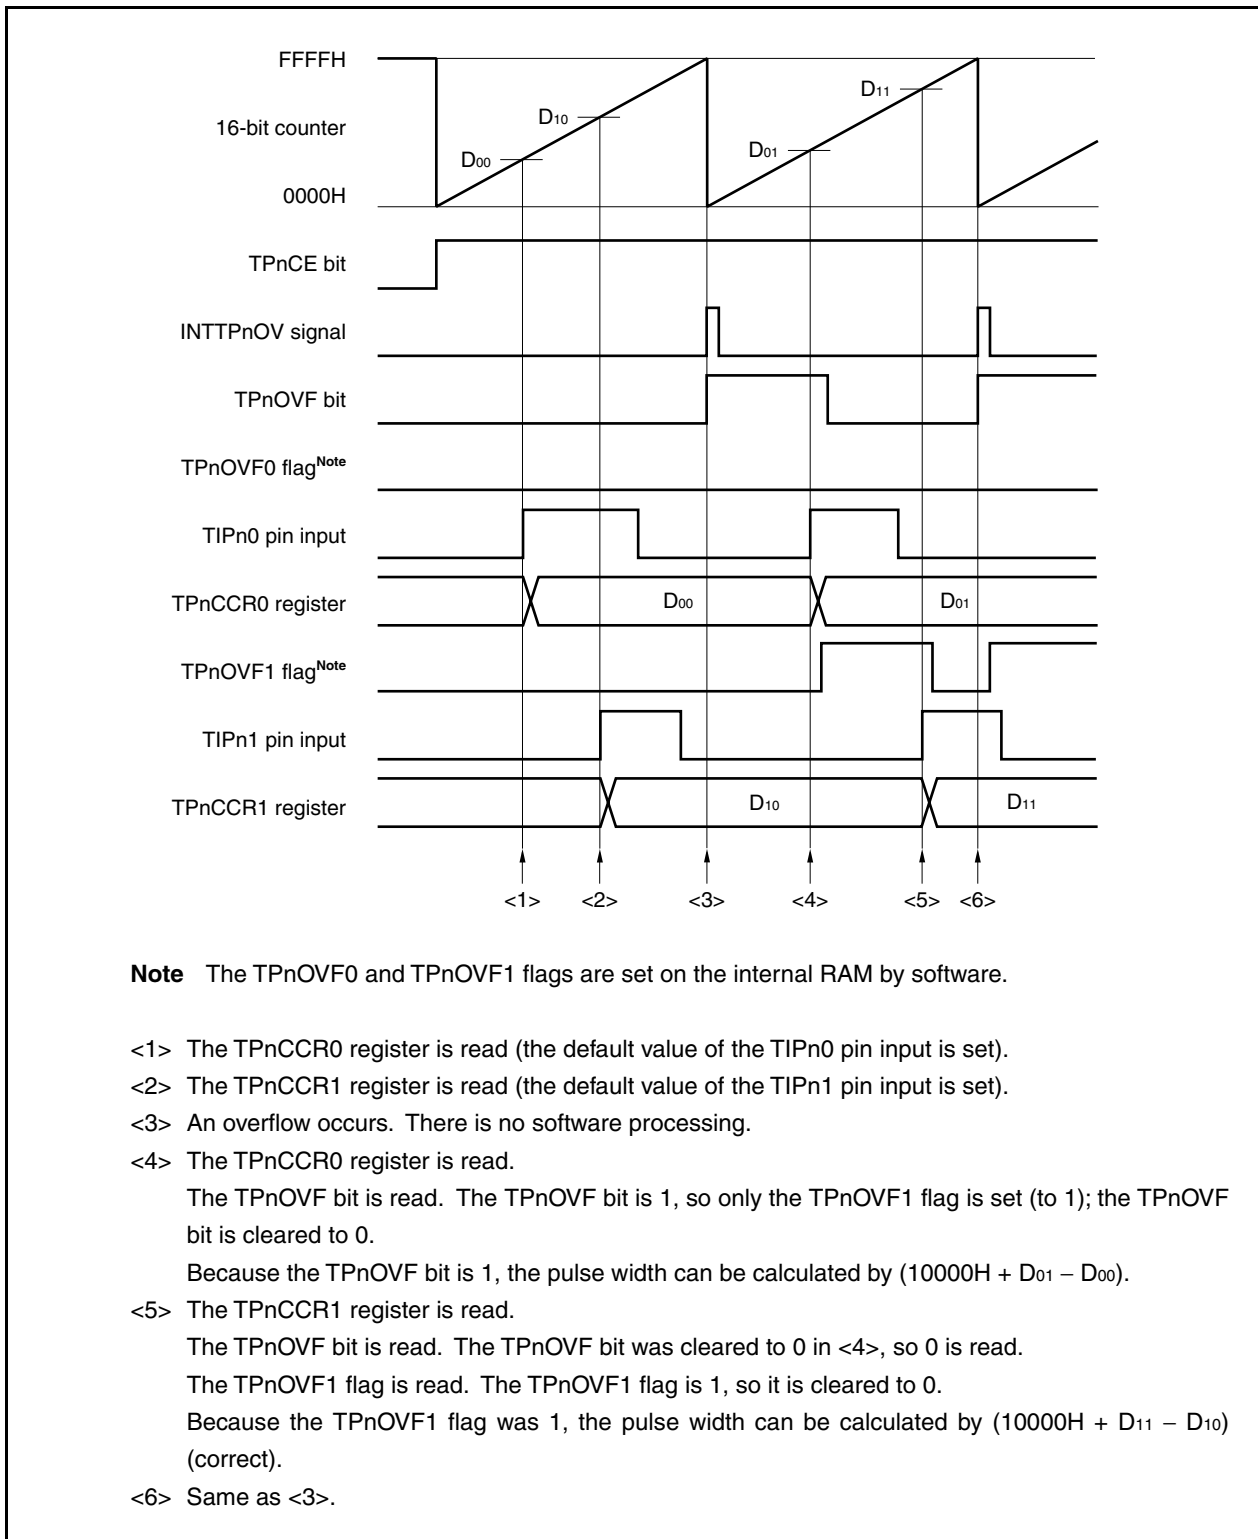 FFFFH
D10
D11
16-bit counter
D00
D01
0000H
TPnCE bit
INTTPnOV signal
TPnOVF bit
TPnOVF0 flagNote
TIPn0 pin input
TPnCCR0 register
D00
D01
TPnOVF1 flagNote
TIPn1 pin input
TPnCCR1 register
D10
D11
<1> <2> <3> <4> <5> <6>
Note The TPnOVF0 and TPnOVF1 flags are set on the internal RAM by software.
<1> The TPnCCR0 register is read (the default value of the TIPn0 pin input is set).
<2> The TPnCCR1 register is read (the default value of the TIPn1 pin input is set).
<3> An overflow occurs. There is no software processing.
<4> The TPnCCR0 register is read.
The TPnOVF bit is read. The TPnOVF bit is 1, so only the TPnOVF1 flag is set (to 1); the TPnOVF
bit is cleared to 0.
Because the TPnOVF bit is 1, the pulse width can be calculated by (10000H + D01 − D00).
<5> The TPnCCR1 register is read.
The TPnOVF bit is read. The TPnOVF bit was cleared to 0 in <4>, so 0 is read.
The TPnOVF1 flag is read. The TPnOVF1 flag is 1, so it is cleared to 0.
Because the TPnOVF1 flag was 1, the pulse width can be calculated by (10000H + D11 − D10)
(correct).
<6> Same as <3>.